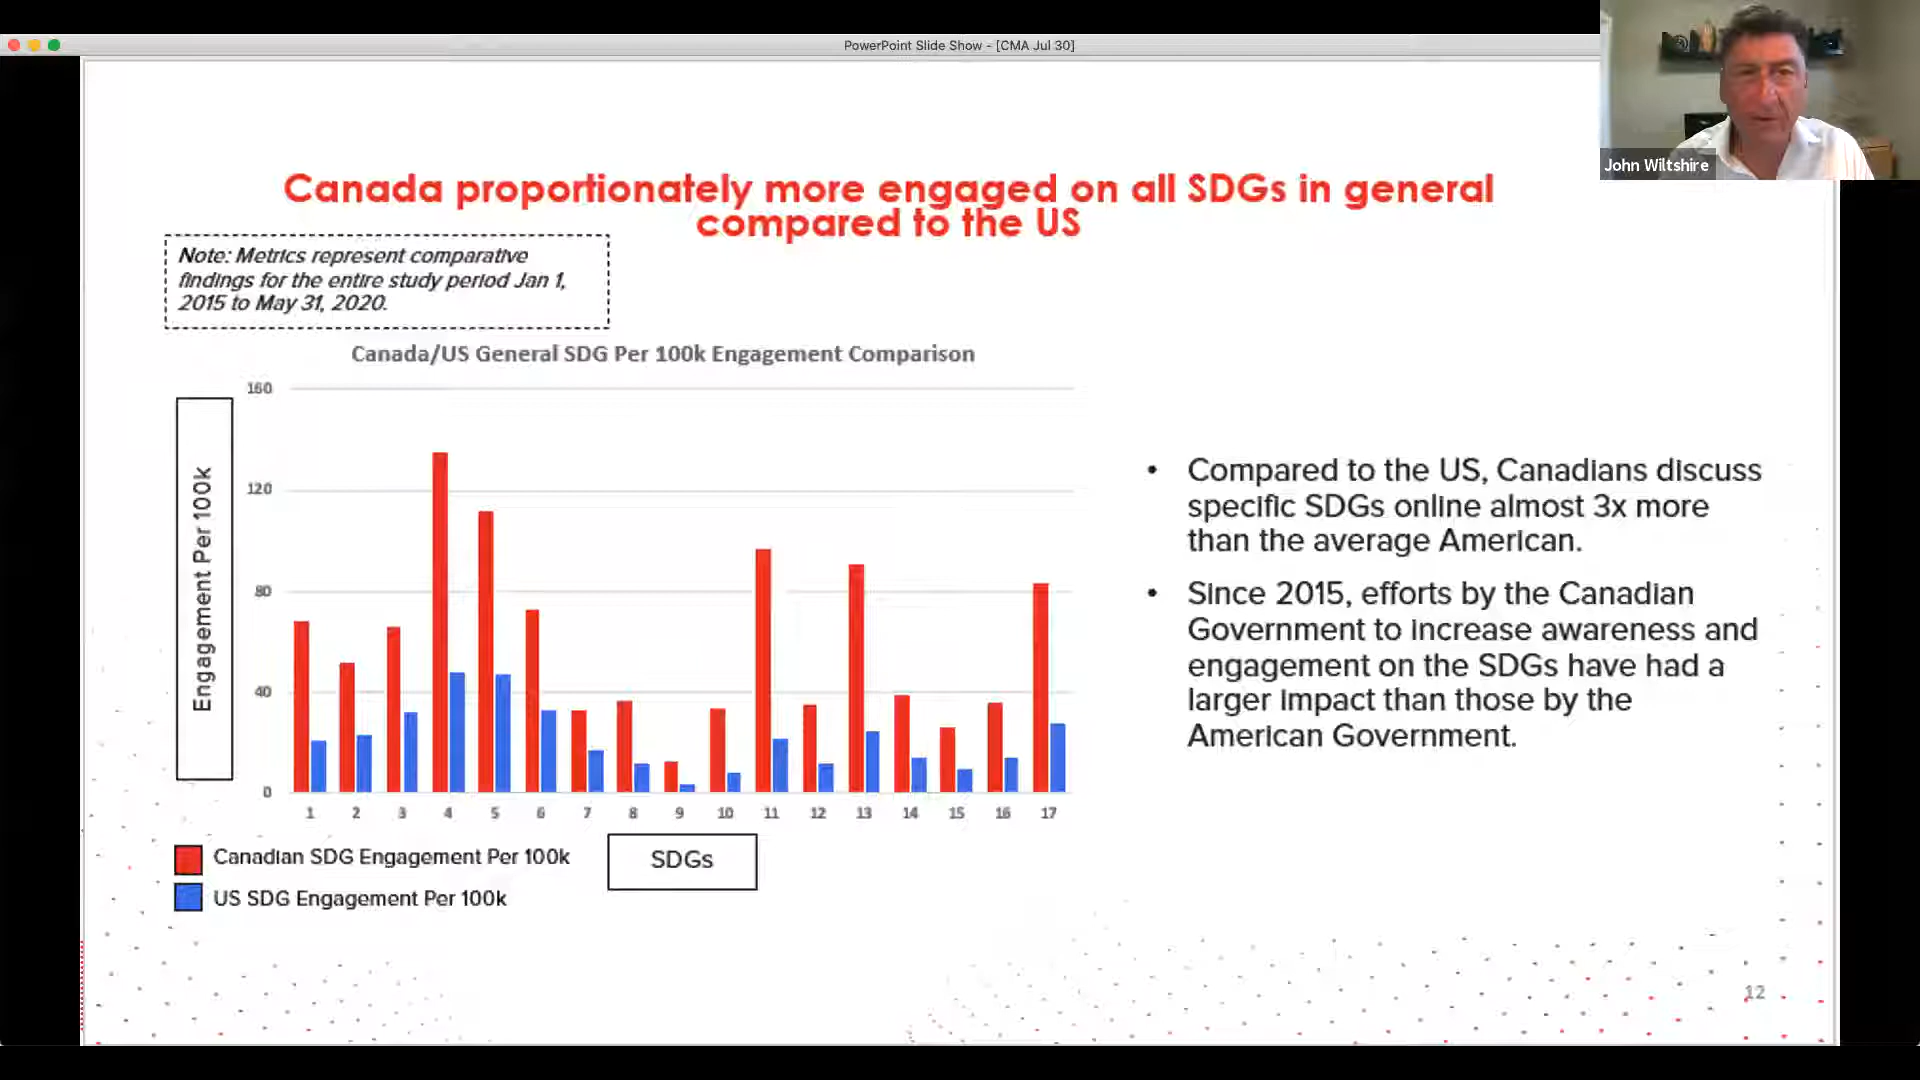 PowerPoint Slide Show - [CMA Jul 30]
John Wiltshire
Canada proportionately more engaged on all SDGs in general
compared to the US
Note: Metrics represent comparative
findings for the entire study period Jan 1,
2015 to May 31, 2020.
Canada/US General SDG Per 100k Engagement Comparison
Engagement Per 100k
160
120
80
40
0
1 2 3 4 5 6 7 8 9 10 11 12 13 14 15 16 17
SDGs
Canadian SDG Engagement Per 100k
US SDG Engagement Per 100k
• Compared to the US, Canadians discuss
specific SDGs online almost 3x more
than the average American.
• Since 2015, efforts by the Canadian
Government to increase awareness and
engagement on the SDGs have had a
larger impact than those by the
American Government.
12